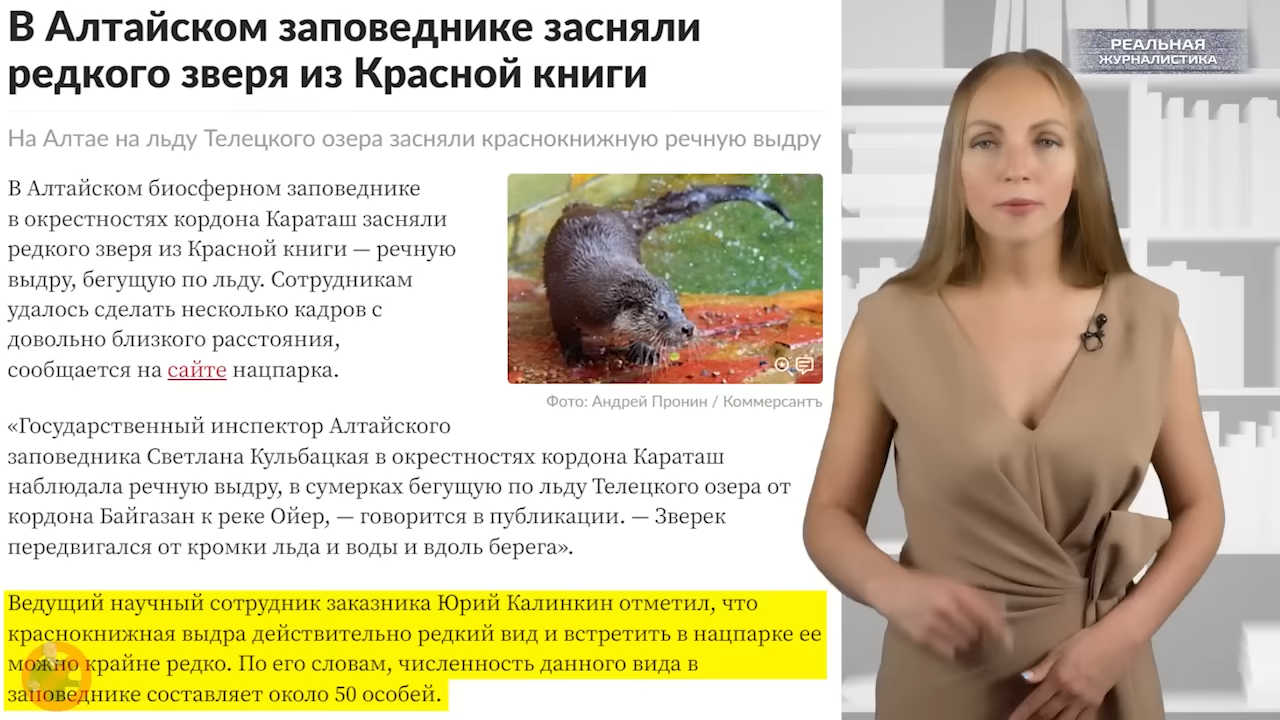 В Алтайском заповеднике засняли
редкого зверя из Красной книги
На Алтае на льду Телецкого озера засняли краснокнижную речную выдру
В Алтайском биосферном заповеднике
в окрестностях кордона Караташ засняли
редкого зверя из Красной книги — речную
выдру, бегущую по льду. Сотрудникам
удалось сделать несколько кадров с
довольно близкого расстояния,
сообщается на сайте нацпарка.
Фото: Андрей Пронин / Коммерсантъ
«Государственный инспектор Алтайского
заповедника Светлана Кульбацкая в окрестностях кордона Караташ
наблюдала речную выдру, в сумерках бегущую по льду Телецкого озера от
кордона Байгазан к реке Ойер, — говорится в публикации. — Зверек
передвигался от кромки льда и воды и вдоль берега».
Ведущий научный сотрудник заказника Юрий Калинкин отметил, что
краснокнижная выдра действительно редкий вид и встретить в нацпарке ее
можно крайне редко. По его словам, численность данного вида в
заповеднике составляет около 50 особей.
РЕАЛЬНАЯ
ЖУРНАЛИСТИКА